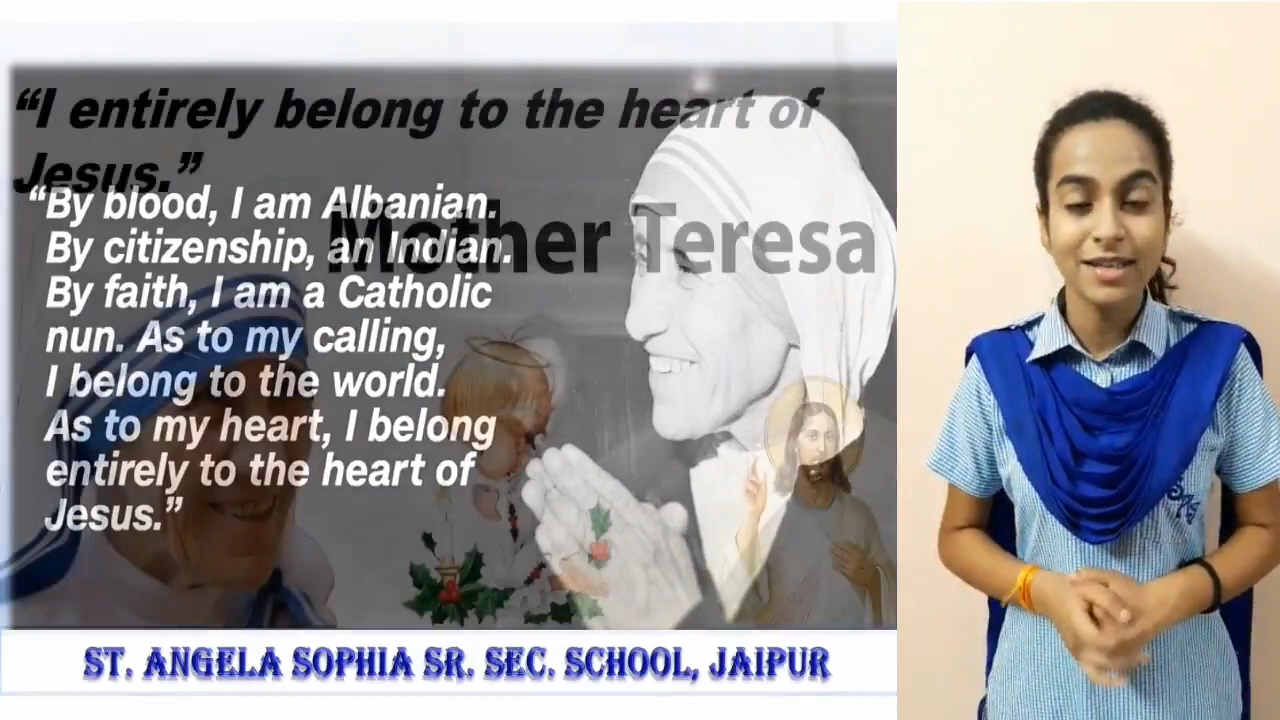 “I entirely belong to the heart of
Jesus.”
Mother Teresa
“By blood, I am Albanian.
By citizenship, an Indian.
By faith, I am a Catholic
nun. As to my calling,
I belong to the world.
As to my heart, I belong
entirely to the heart of
Jesus.”
ST. ANGELA SOPHIA SR. SEC. SCHOOL, JAIPUR